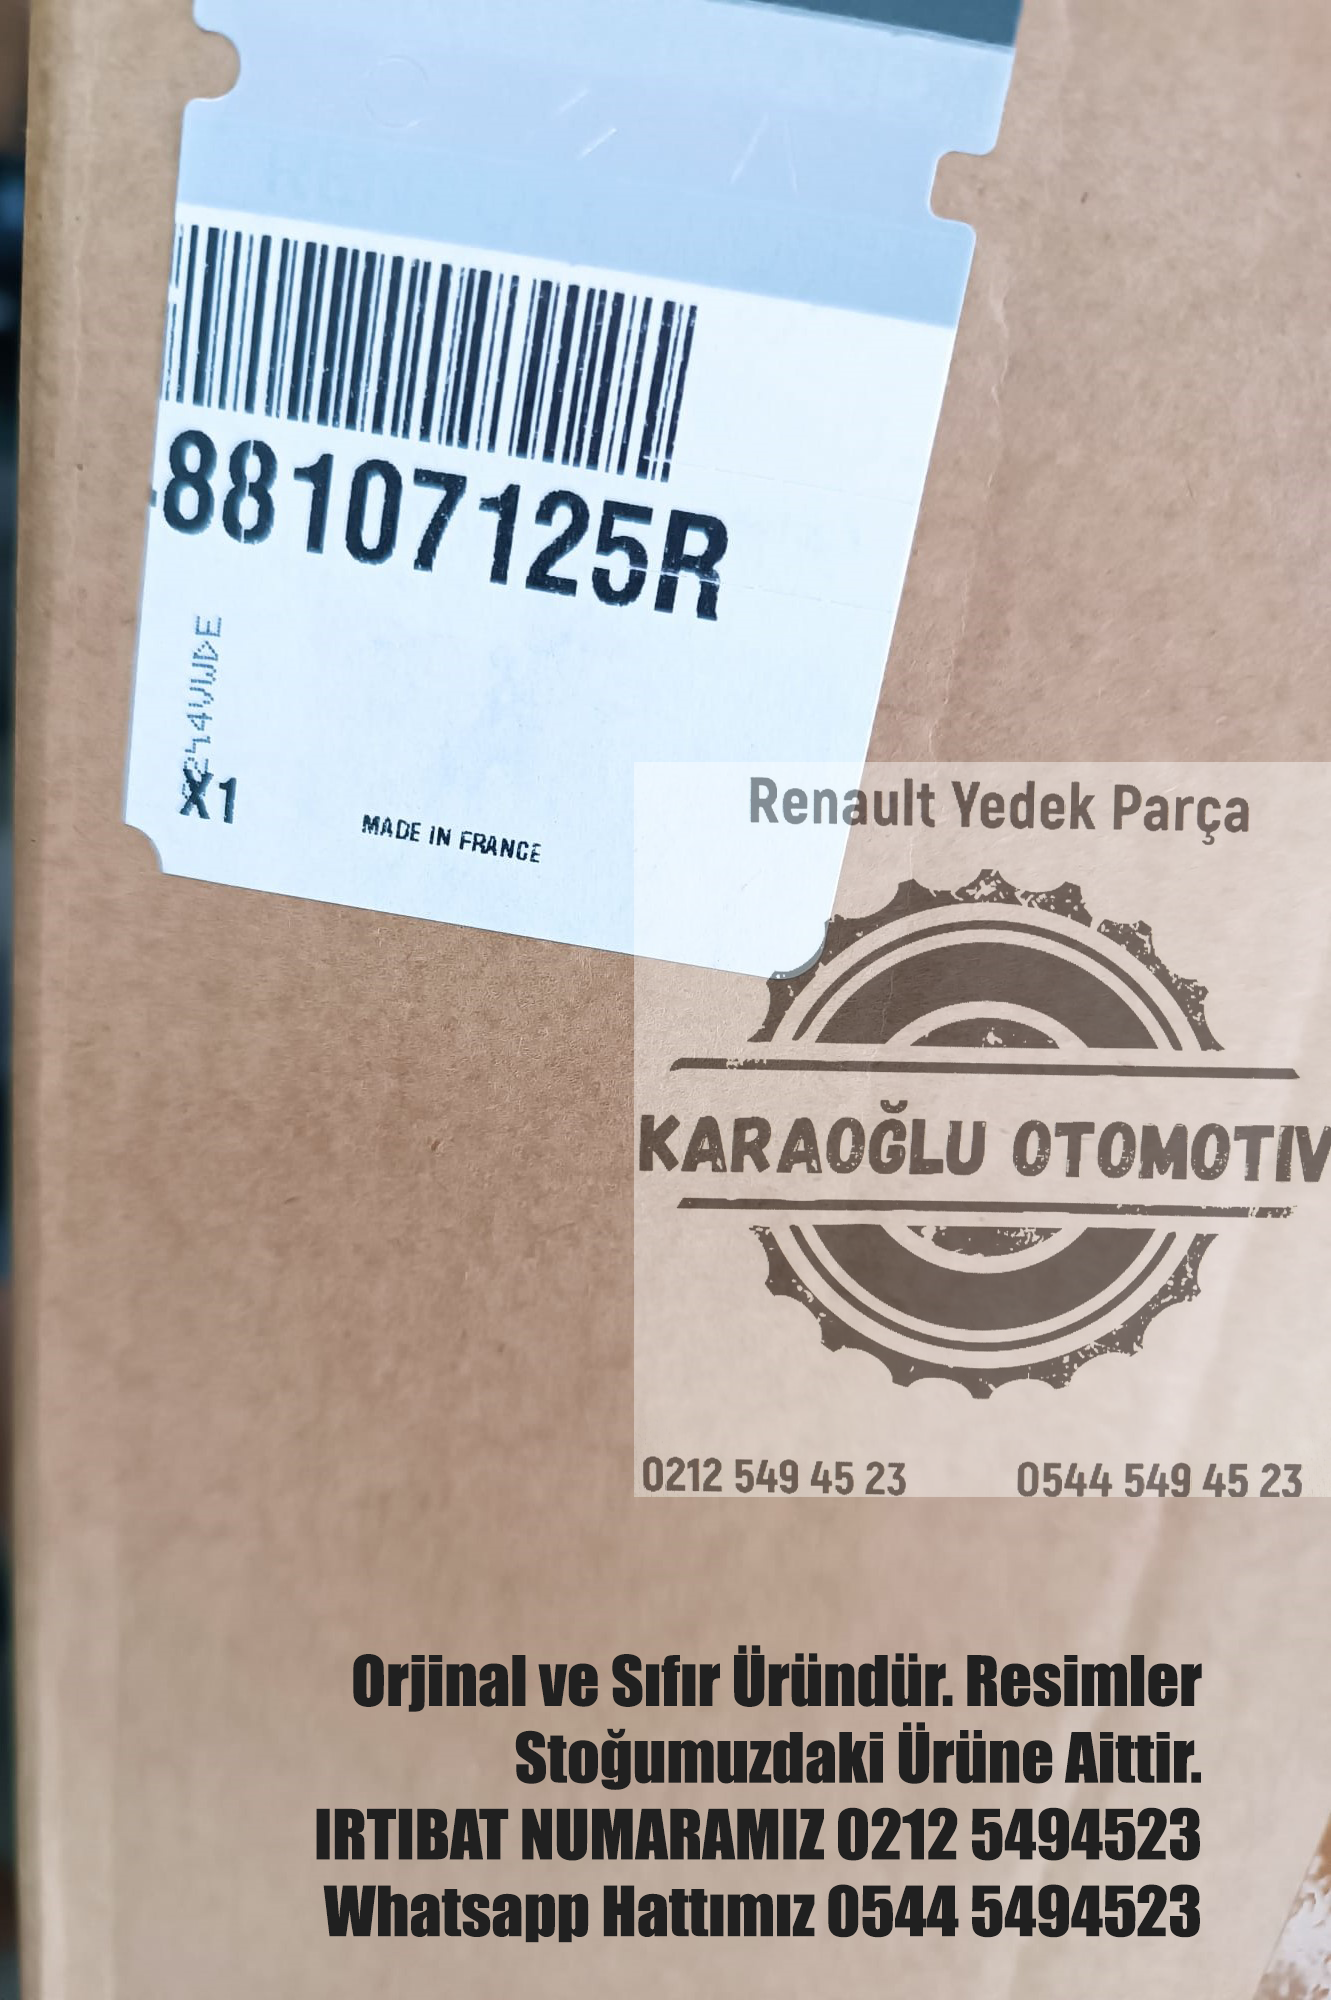 88107125R
X1
MADE IN FRANCE
Renault Yedek Parça
KARAOĞLU OTOMOTIV
0212 549 45 23 0544 549 45 23
Orjinal ve Sıfır Üründür. Resimler
Stoğumuzdaki Ürüne Aittir.
IRTIBAT NUMARAMIZ 0212 5494523
Whatsapp Hattımız 0544 5494523